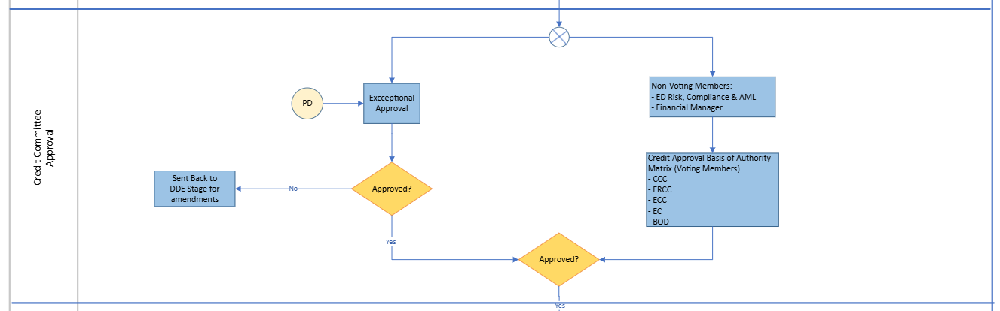 Credit Committee
Approval
PD
Excceptional
Approval
Non-Voting Members:
- ED Risk, Compliance & AML
- Financial Manager
Credit Approval Basis of Authority
Matrix (Voting Members)
- CCC
- ERCC
- ECC
- EC
- BOD
Sent Back to
DDE Stage for
amendments
No
Approved?
Yes
Approved?
Yes